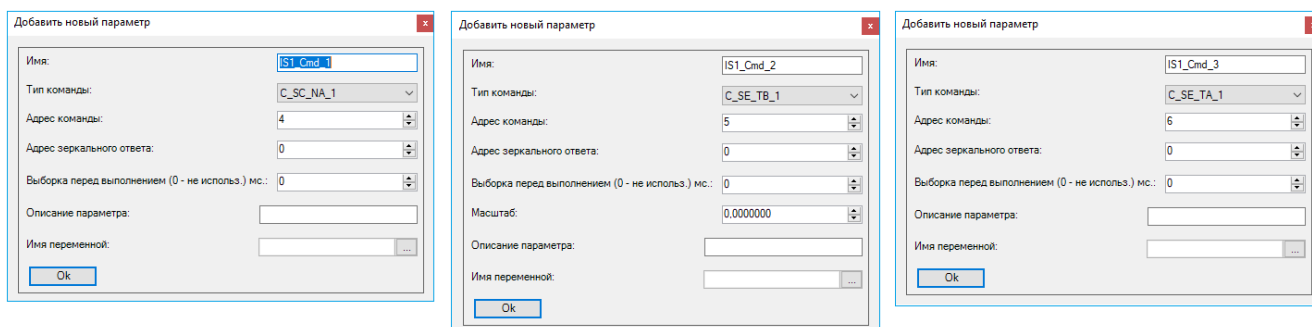 Добавить новый параметр
x
Имя: IS1_Cmd_1
Тип команды: C_SC_NA_1
Адрес команды: 4
Адрес зеркального ответа: 0
Выборка перед выполнением (0 - не использ.) мс.: 0
Описание параметра:
Имя переменной: ...
Ok
Добавить новый параметр
x
Имя: IS1_Cmd_2
Тип команды: C_SE_TB_1
Адрес команды: 5
Адрес зеркального ответа: 0
Выборка перед выполнением (0 - не использ.) мс.: 0
Масштаб: 0,0000000
Описание параметра:
Имя переменной: ...
Ok
Добавить новый параметр
x
Имя: IS1_Cmd_3
Тип команды: C_SE_TA_1
Адрес команды: 6
Адрес зеркального ответа: 0
Выборка перед выполнением (0 - не использ.) мс.: 0
Описание параметра:
Имя переменной: ...
Ok